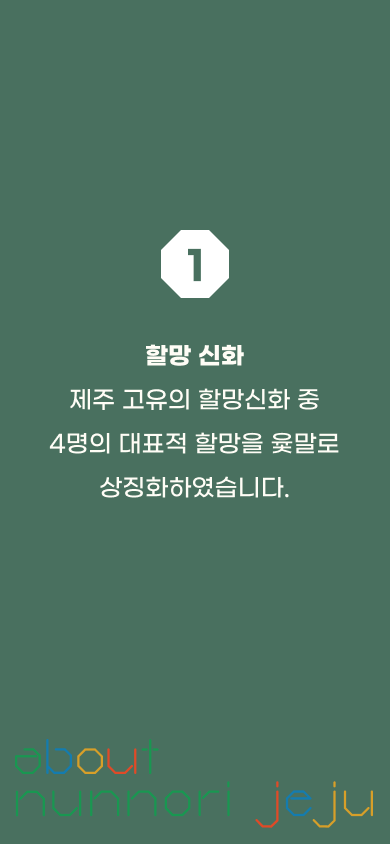 1
할망 신화
제주 고유의 할망신화 중
4명의 대표적 할망을 윷말로
상징화하였습니다.
about
nunnori jeju